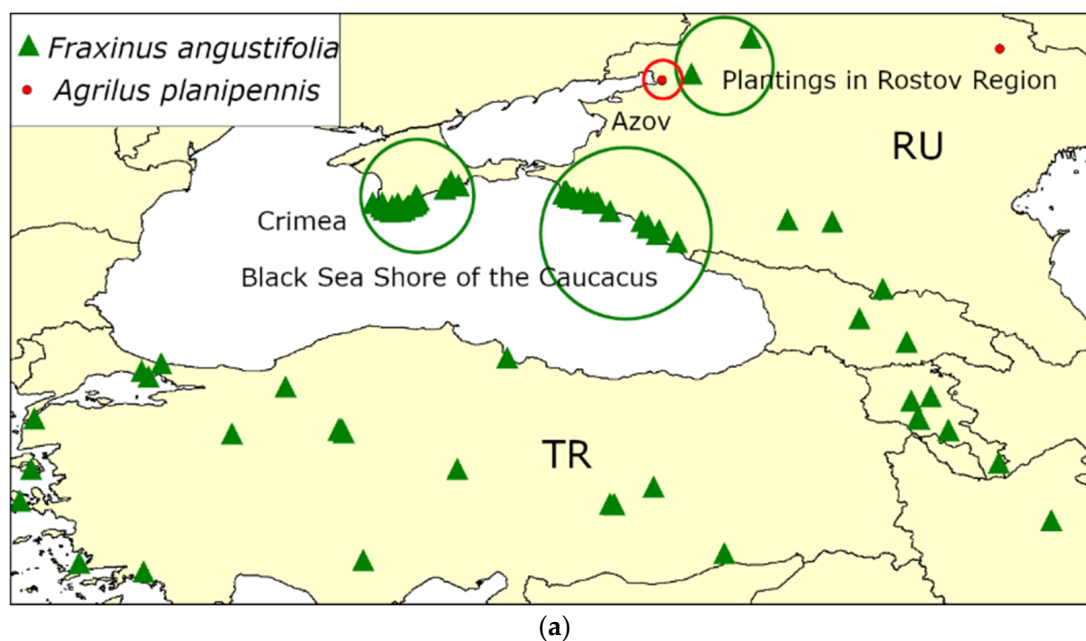 Fraxinus angustifolia
Agrilus planipennis
Plantings in Rostov Region
Azov
RU
Crimea
Black Sea Shore of the Caucacus
TR
(a)